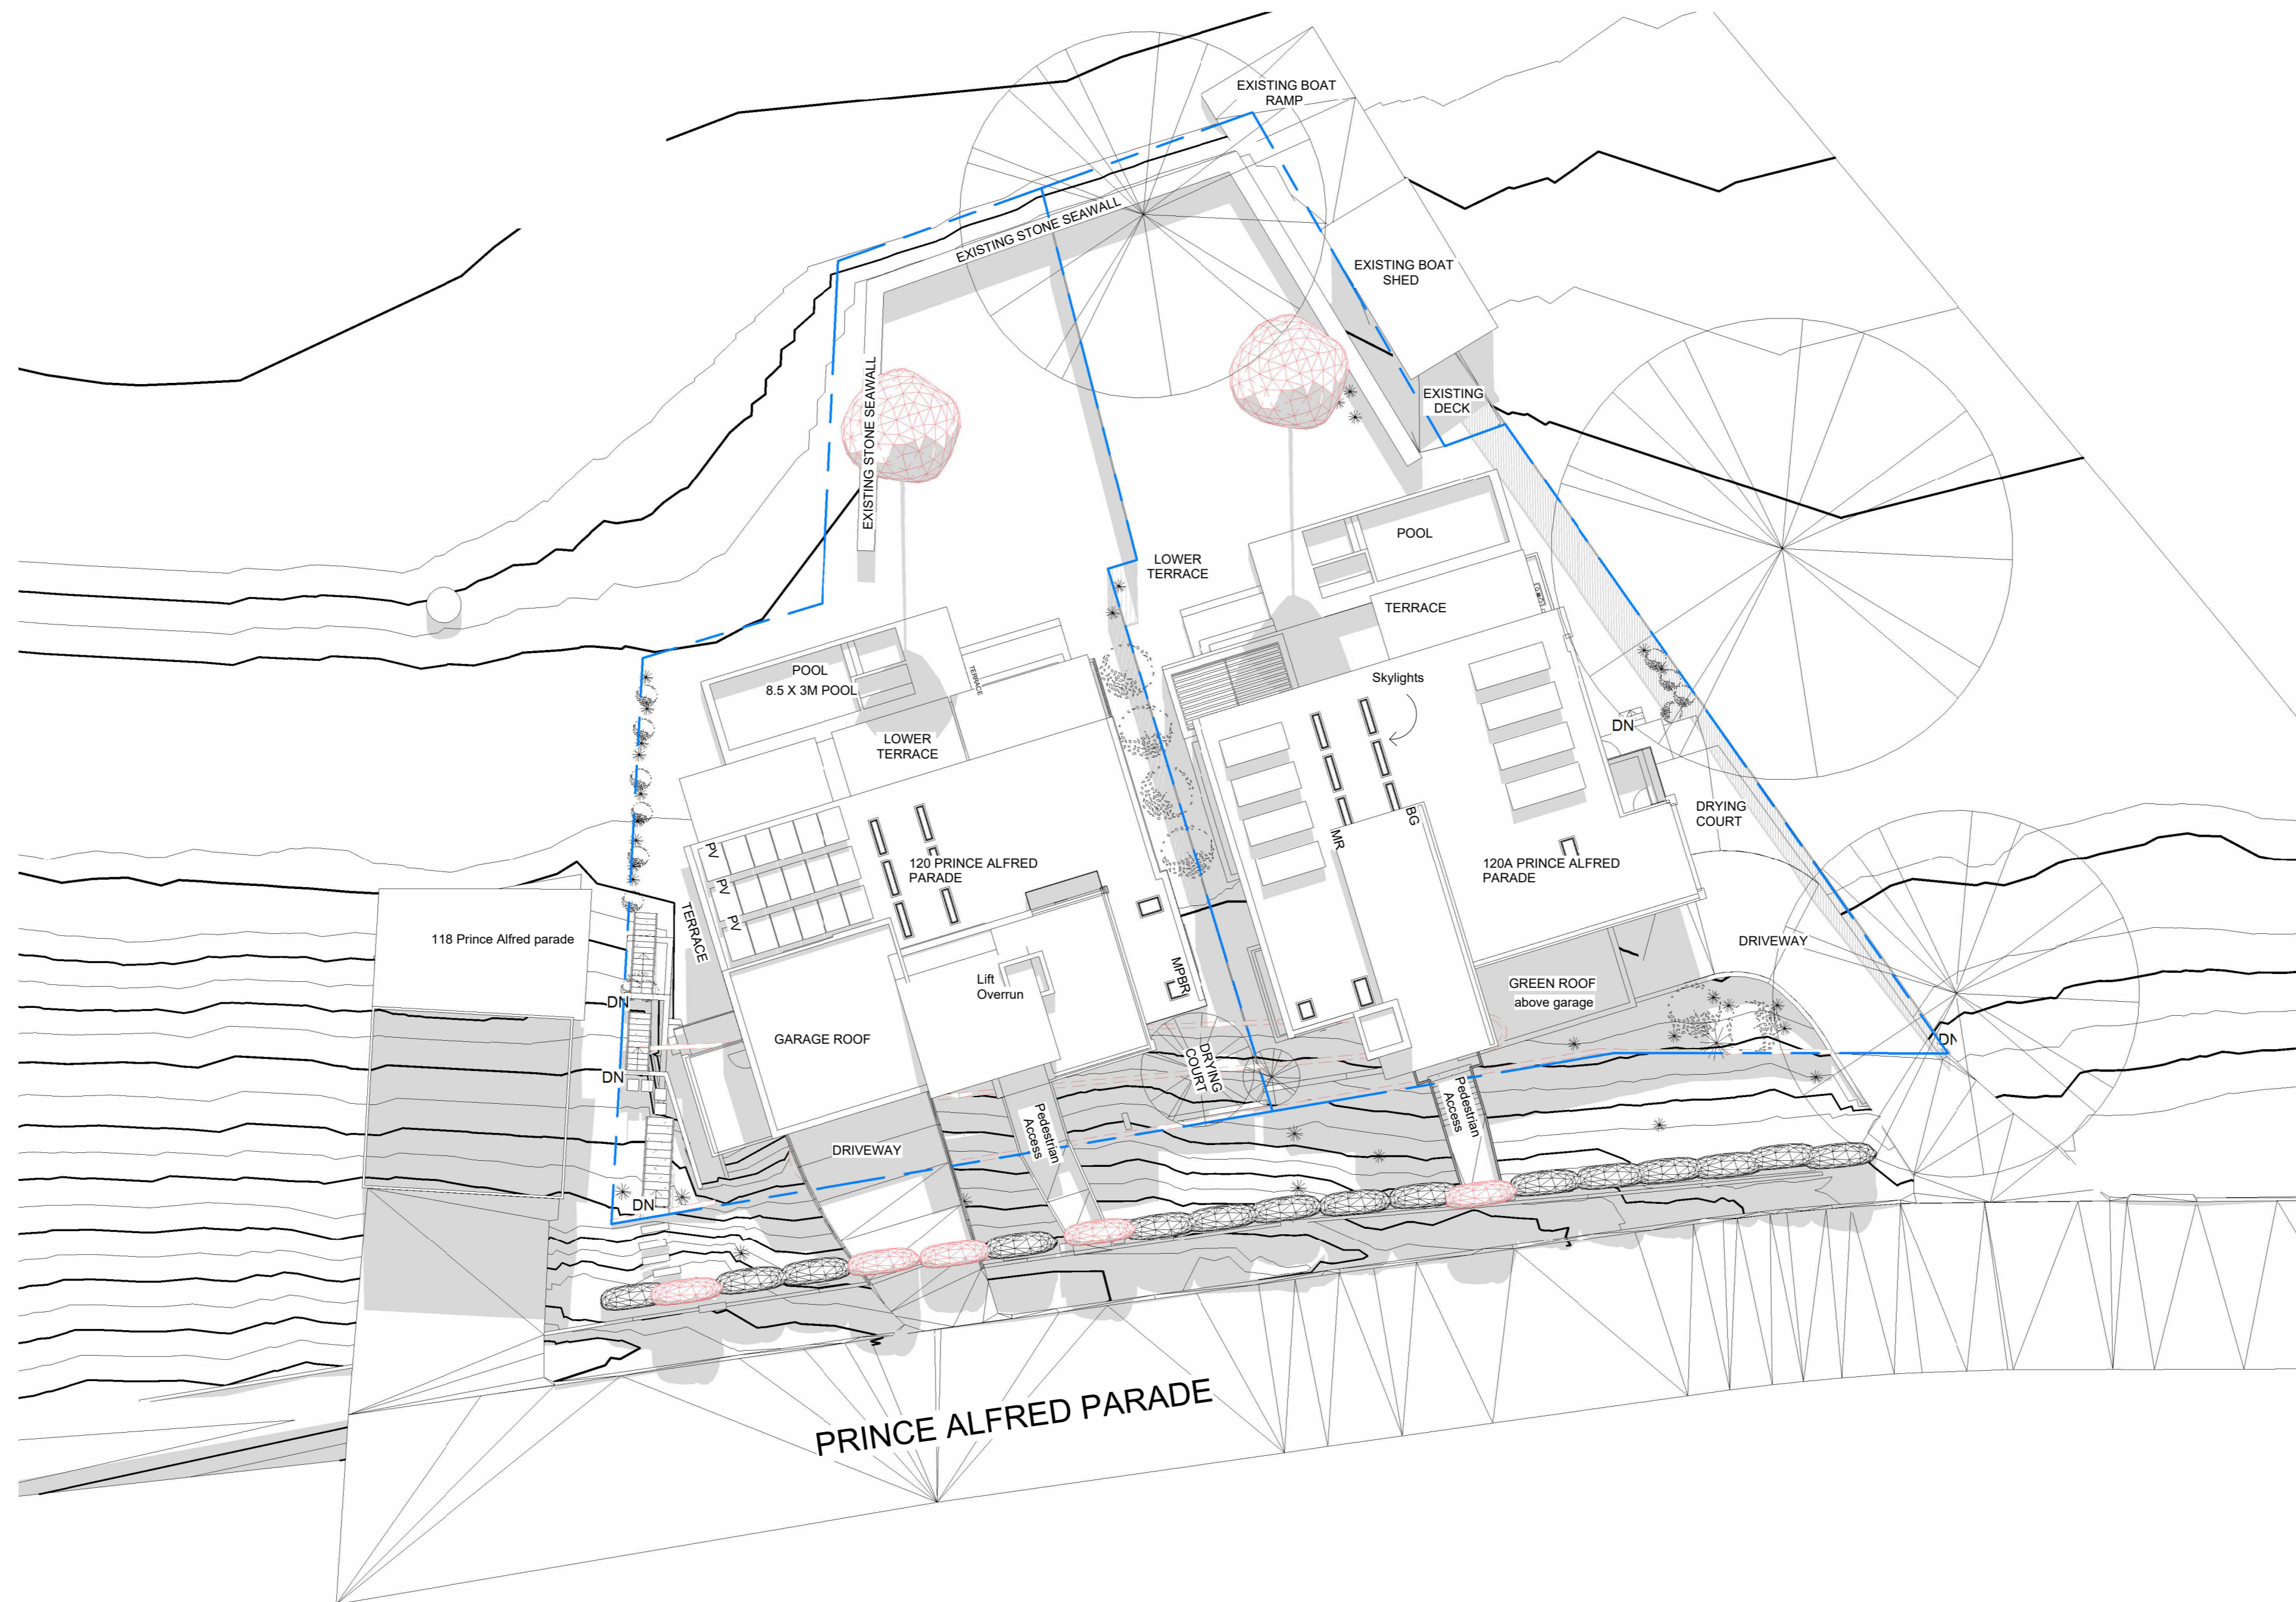 EXISTING BOAT
RAMP
EXISTING STONE SEAWALL
EXISTING BOAT
SHED
EXISTING STONE SEAWALL
EXISTING
DECK
POOL
LOWER
TERRACE
TERRACE
POOL
8.5 X 3M POOL
TERRACE
Skylights
LOWER
TERRACE
DN
DRYING
COURT
BG
MR
PV
PV
PV
120 PRINCE ALFRED
PARADE
120A PRINCE ALFRED
PARADE
TERRACE
118 Prince Alfred parade
DRIVEWAY
MPBR
Lift
Overrun
GREEN ROOF
above garage
DN
GARAGE ROOF
DN
DRYING
COURT
DN
Pedestrian
Access
Pedestrian
Access
DRIVEWAY
DN
PRINCE ALFRED PARADE